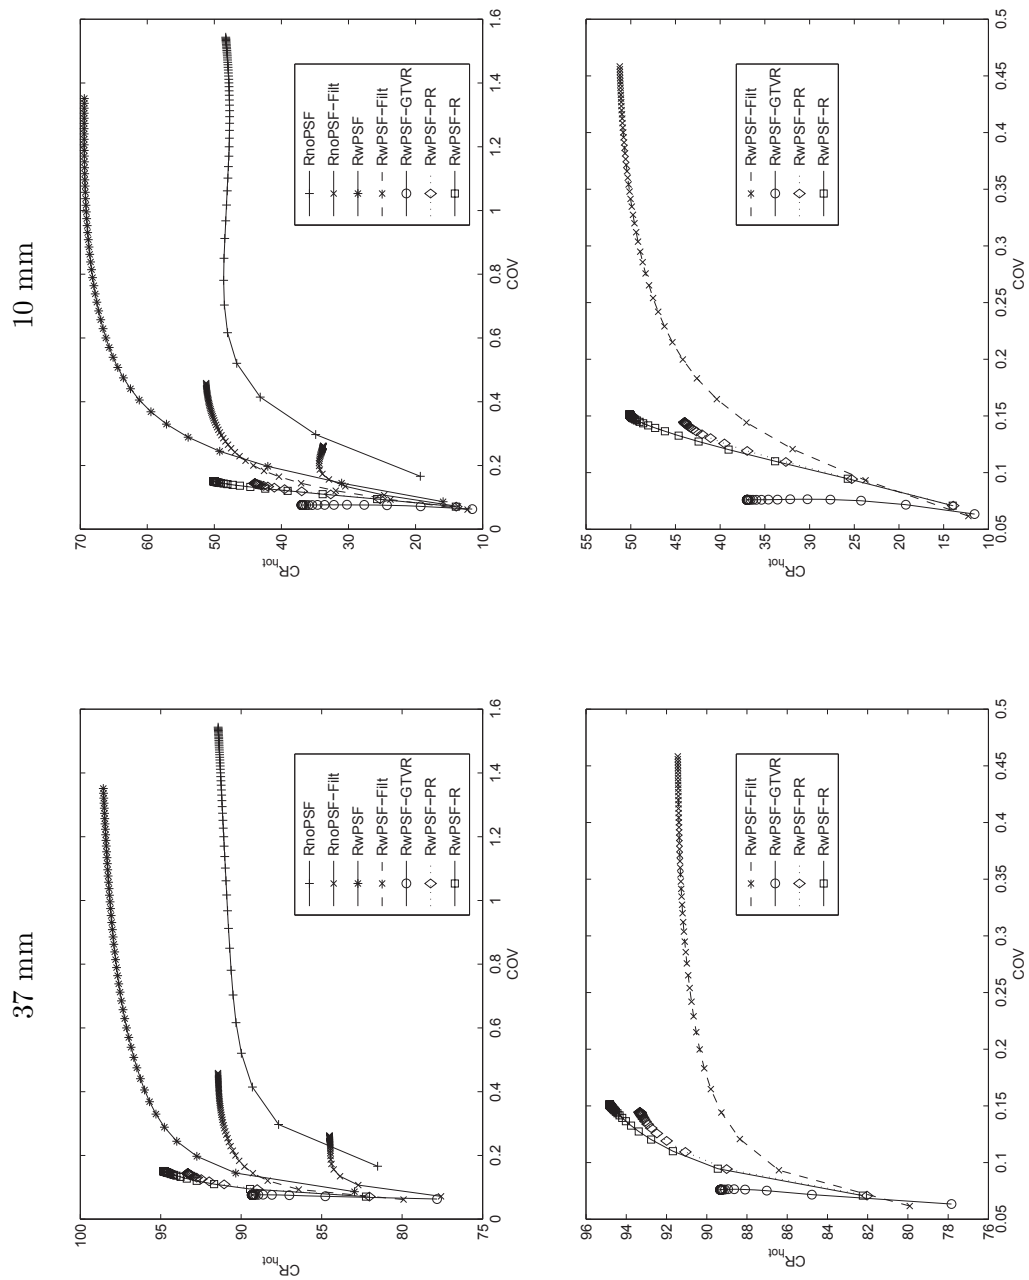 37 mm
10 mm
100
95
90
85
80
75
CR_hot
0 0.2 0.4 0.6 0.8 1 1.2 1.4 1.6
COV
RnoPSF
RnoPSF−Filt
RwPSF
RwPSF−Filt
RwPSF−GTVR
RwPSF−PR
RwPSF−R
70
60
50
40
30
20
10
CR_hot
0 0.2 0.4 0.6 0.8 1 1.2 1.4 1.6
COV
RnoPSF
RnoPSF−Filt
RwPSF
RwPSF−Filt
RwPSF−GTVR
RwPSF−PR
RwPSF−R
96
94
92
90
88
86
84
82
80
78
76
CR_hot
0.05 0.1 0.15 0.2 0.25 0.3 0.35 0.4 0.45 0.5
COV
RwPSF−Filt
RwPSF−GTVR
RwPSF−PR
RwPSF−R
55
50
45
40
35
30
25
20
15
10
CR_hot
0.05 0.1 0.15 0.2 0.25 0.3 0.35 0.4 0.45 0.5
COV
RwPSF−Filt
RwPSF−GTVR
RwPSF−PR
RwPSF−R